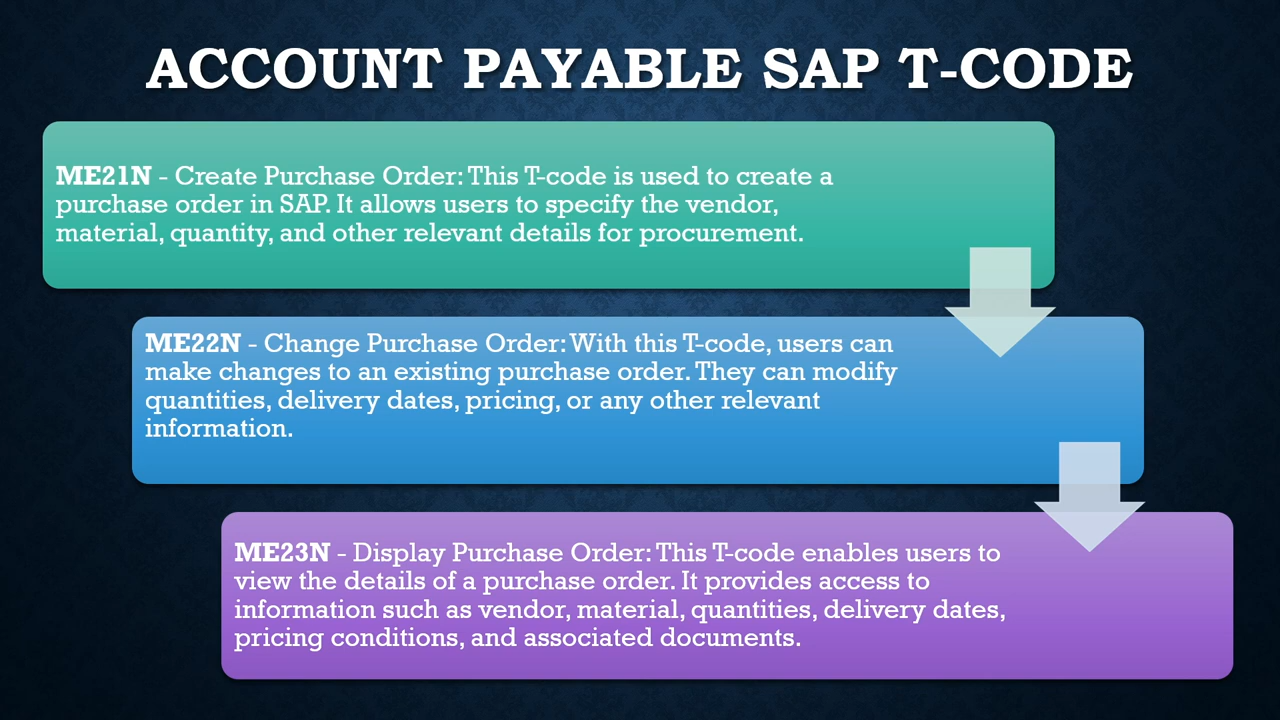 ACCOUNT PAYABLE SAP T-CODE
ME21N - Create Purchase Order: This T-code is used to create a
purchase order in SAP. It allows users to specify the vendor,
material, quantity, and other relevant details for procurement.
ME22N - Change Purchase Order: With this T-code, users can
make changes to an existing purchase order. They can modify
quantities, delivery dates, pricing, or any other relevant
information.
ME23N - Display Purchase Order: This T-code enables users to
view the details of a purchase order. It provides access to
information such as vendor, material, quantities, delivery dates,
pricing conditions, and associated documents.